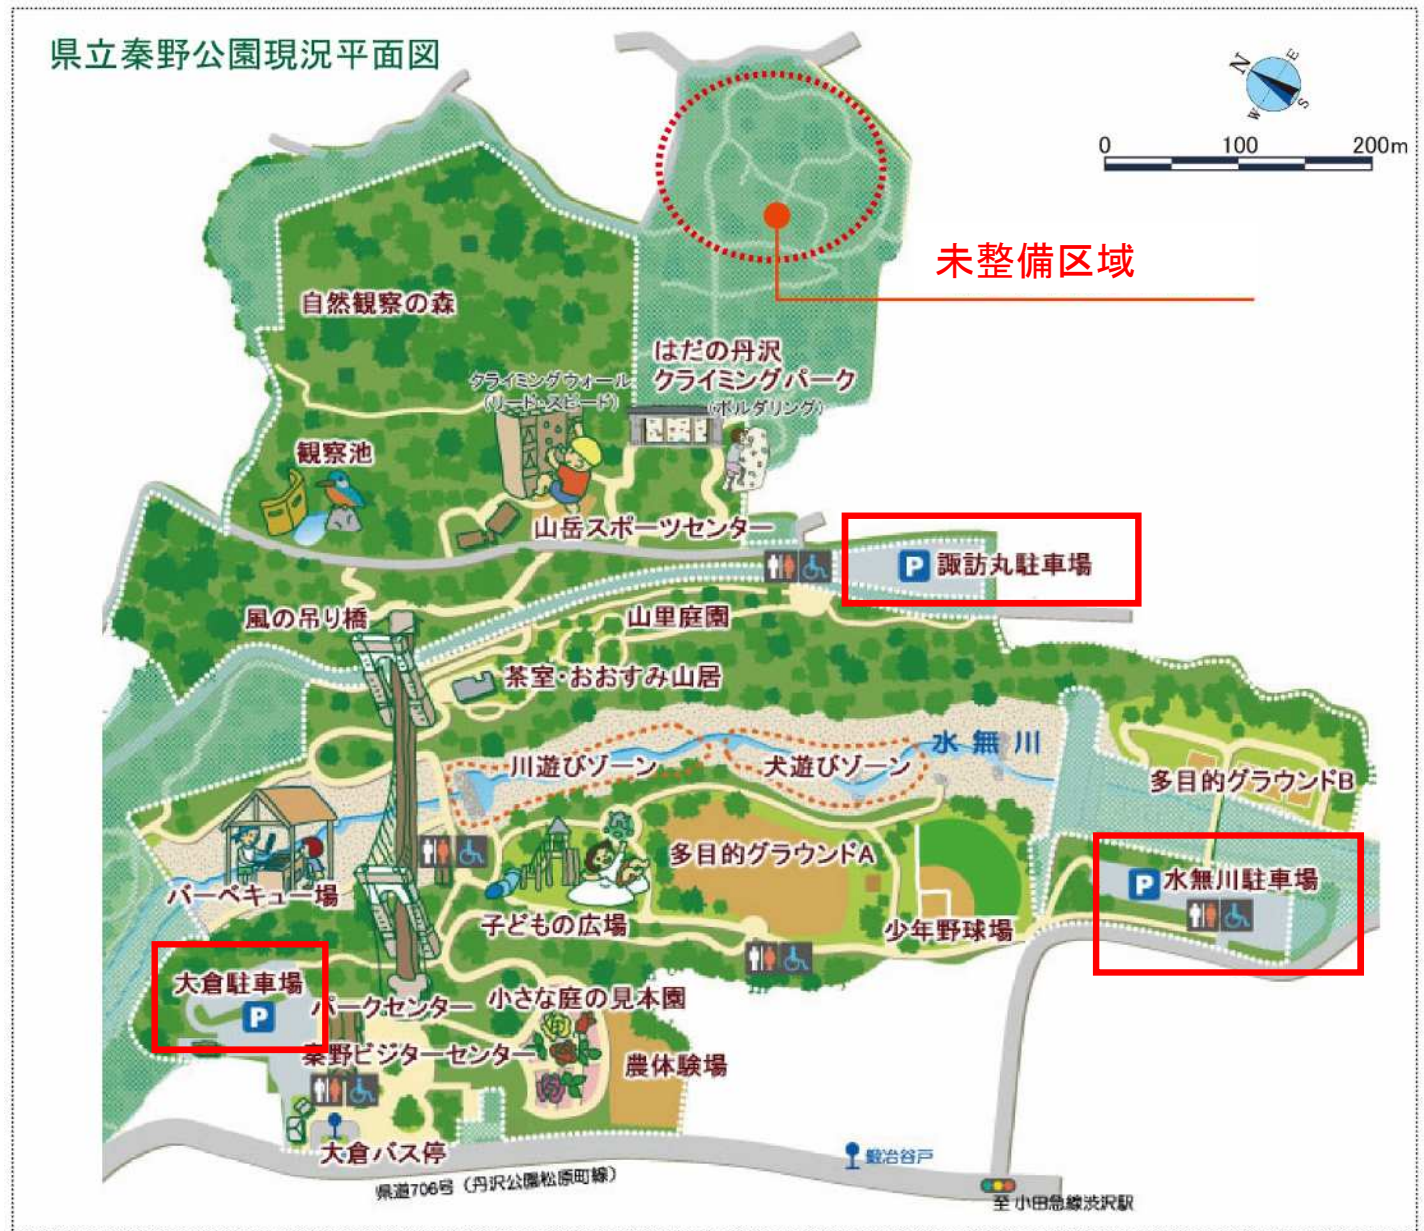 県立秦野公園現況平面図
N
E
W
S
0 100 200m
未整備区域
自然観察の森
はだの丹沢
クライミングパーク
(ボルダリング)
クライミングウォール
(リード・スピード)
観察池
山岳スポーツセンター
P 諏訪丸駐車場
風の吊り橋
山里庭園
茶室・おおすみ山居
水無川
川遊びゾーン
犬遊びゾーン
多目的グラウンドB
バーベキュー場
多目的グラウンドA
P 水無川駐車場
子どもの広場
少年野球場
大倉駐車場
P
パークセンター
小さな庭の見本園
秦野ビジターセンター
農体験場
大倉バス停
鍛冶谷戸
県道706号(丹沢公園松原町線)
至 小田急線渋沢駅